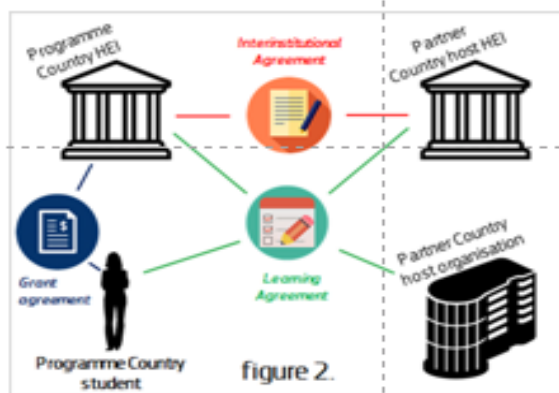 Programme
Country HEI
Interinstitutional
Agreement
Partner
Country host HEI
$
Grant
agreement
Learning
Agreement
Partner Country
host organisation
Programme Country
student
figure 2.